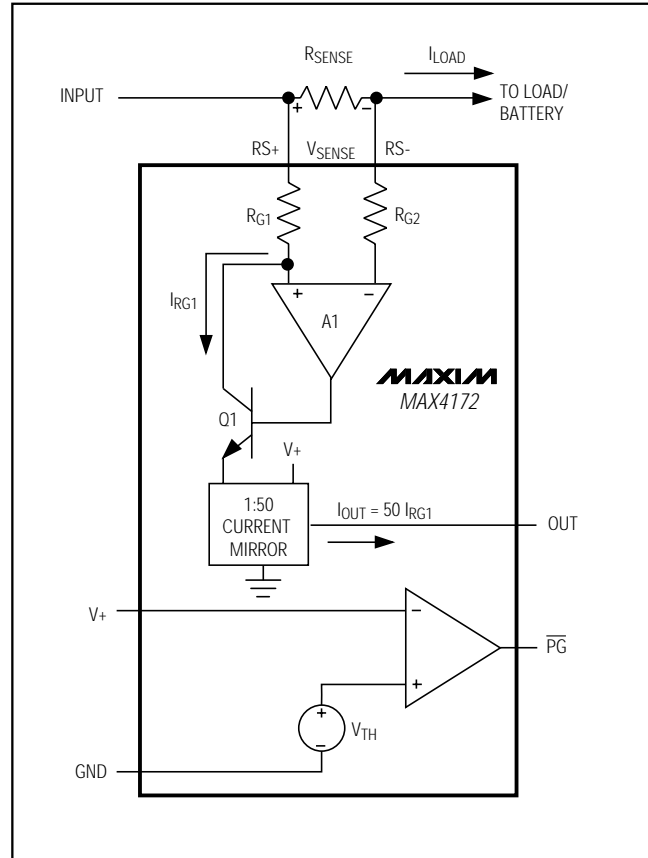 RSENSE
ILOAD
INPUT
+ -
TO LOAD/
BATTERY
RS+ VSENSE RS-
RG1
RG2
IRG1
+ -
A1
MAXIM
MAX4172
Q1
V+
1:50
CURRENT
MIRROR
IOUT = 50 IRG1
OUT
V+
-
P̅G̅
+
+
VTH
-
GND